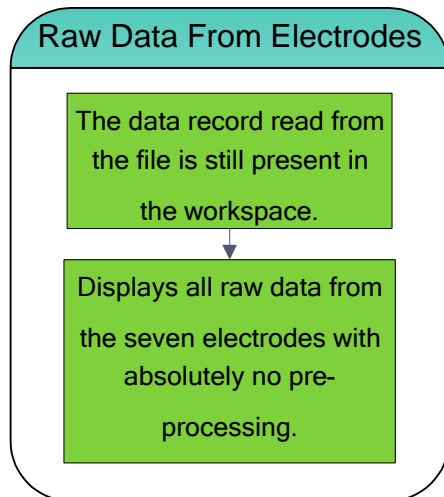 Raw Data From Electrodes
The data record read from
the file is still present in
the workspace.
Displays all raw data from
the seven electrodes with
absolutely no pre-
processing.